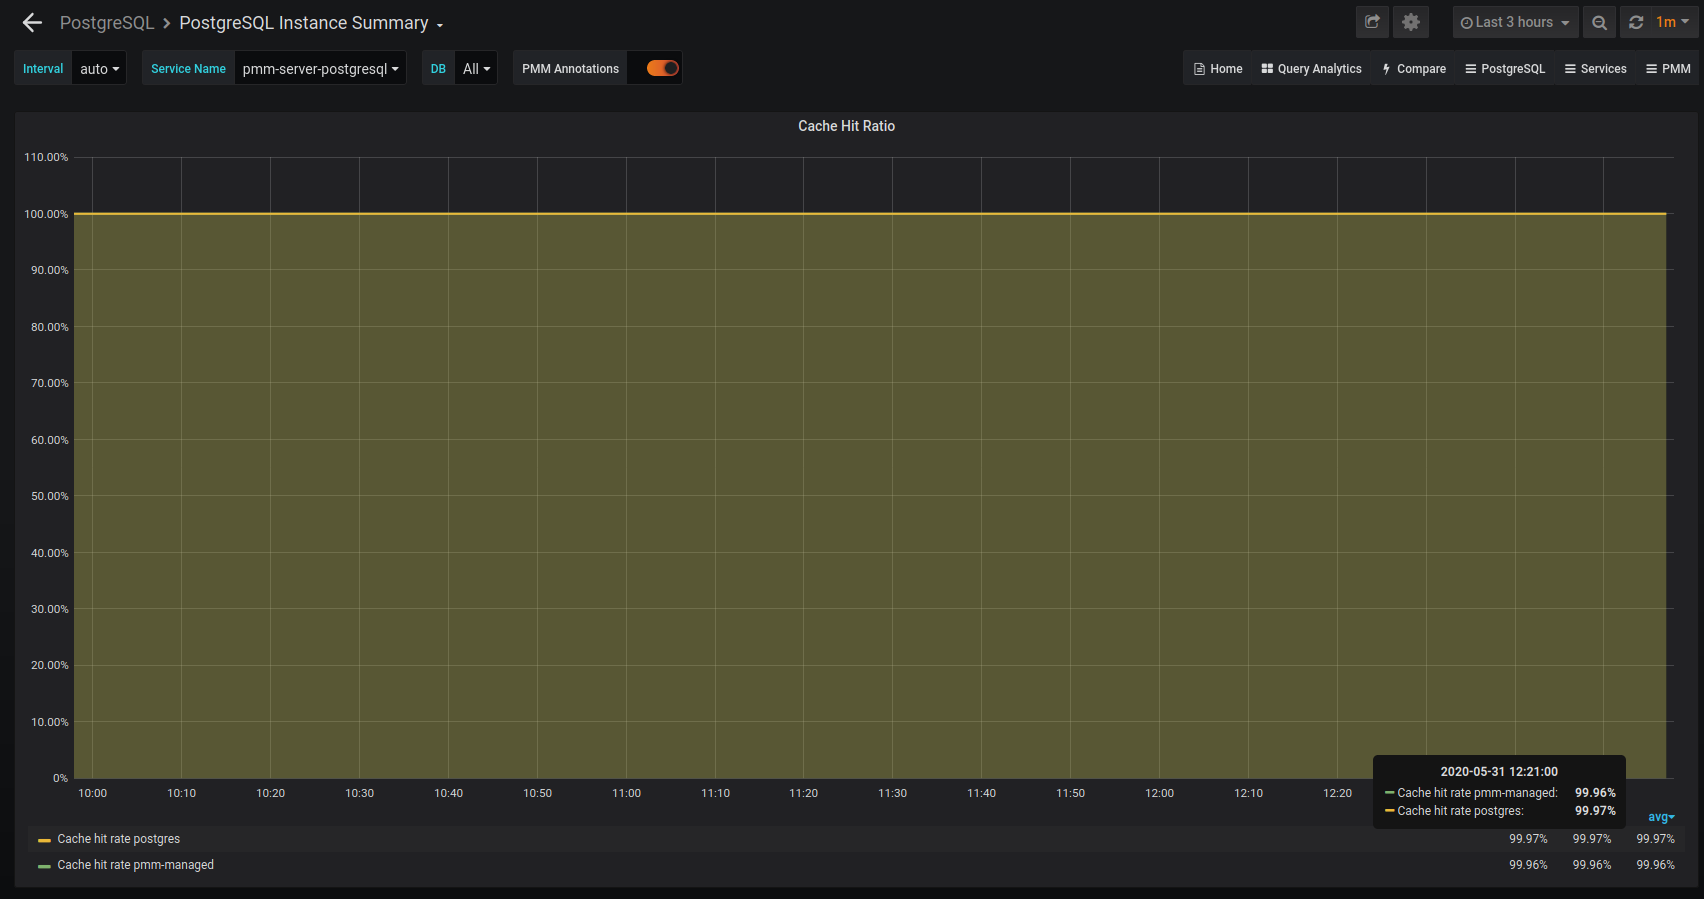 PostgreSQL > PostgreSQL Instance Summary
Last 3 hours
1m
Interval auto Service Name pmm-server-postgresql DB All PMM Annotations
Home Query Analytics Compare PostgreSQL Services PMM
Cache Hit Ratio
110.00%
100.00%
90.00%
80.00%
70.00%
60.00%
50.00%
40.00%
30.00%
20.00%
10.00%
0%
10:00 10:10 10:20 10:30 10:40 10:50 11:00 11:10 11:20 11:30 11:40 11:50 12:00 12:10 12:20
2020-05-31 12:21:00
Cache hit rate pmm-managed: 99.96%
Cache hit rate postgres: 99.97%
avg
Cache hit rate postgres 99.97% 99.97% 99.97%
Cache hit rate pmm-managed 99.96% 99.96% 99.96%